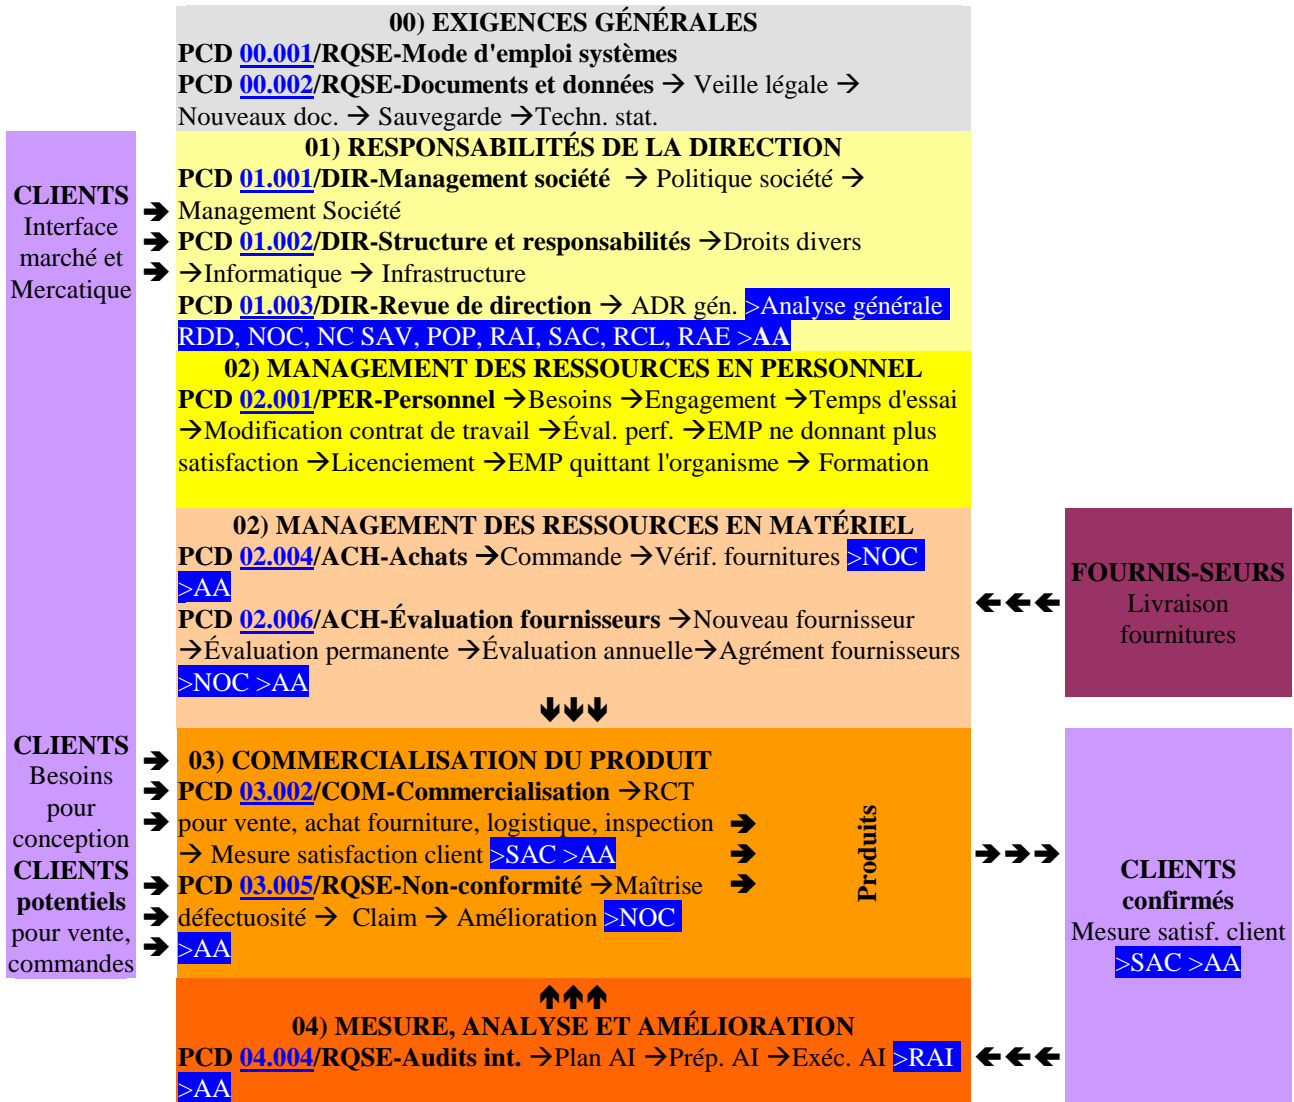 00) EXIGENCES GÉNÉRALES
PCD 00.001/RQSE-Mode d'emploi systèmes
PCD 00.002/RQSE-Documents et données → Veille légale →
Nouveaux doc. → Sauvegarde →Techn. stat.
CLIENTS
Interface
marché et
Mercatique
01) RESPONSABILITÉS DE LA DIRECTION
PCD 01.001/DIR-Management société → Politique société →
Management Société
PCD 01.002/DIR-Structure et responsabilités →Droits divers
→Informatique → Infrastructure
PCD 01.003/DIR-Revue de direction → ADR gén. >Analyse générale
RDD, NOC, NC SAV, POP, RAI, SAC, RCL, RAE >AA
02) MANAGEMENT DES RESSOURCES EN PERSONNEL
PCD 02.001/PER-Personnel →Besoins →Engagement →Temps d'essai
→Modification contrat de travail →Éval. perf. →EMP ne donnant plus
satisfaction →Licenciement →EMP quittant l'organisme → Formation
02) MANAGEMENT DES RESSOURCES EN MATÉRIEL
PCD 02.004/ACH-Achats →Commande →Vérif. fournitures >NOC
>AA
PCD 02.006/ACH-Évaluation fournisseurs →Nouveau fournisseur
→Évaluation permanente →Évaluation annuelle→Agrément fournisseurs
>NOC >AA
FOURNIS-SEURS
Livraison
fournitures
CLIENTS
Besoins
pour
conception
CLIENTS
potentiels
pour vente,
commandes
03) COMMERCIALISATION DU PRODUIT
PCD 03.002/COM-Commercialisation →RCT
pour vente, achat fourniture, logistique, inspection
→ Mesure satisfaction client >SAC >AA
PCD 03.005/RQSE-Non-conformité →Maîtrise
défectuosité → Claim → Amélioration >NOC
>AA
Produits
CLIENTS
confirmés
Mesure satisf. client
>SAC >AA
04) MESURE, ANALYSE ET AMÉLIORATION
PCD 04.004/RQSE-Audits int. →Plan AI →Prép. AI →Exéc. AI >RAI
>AA